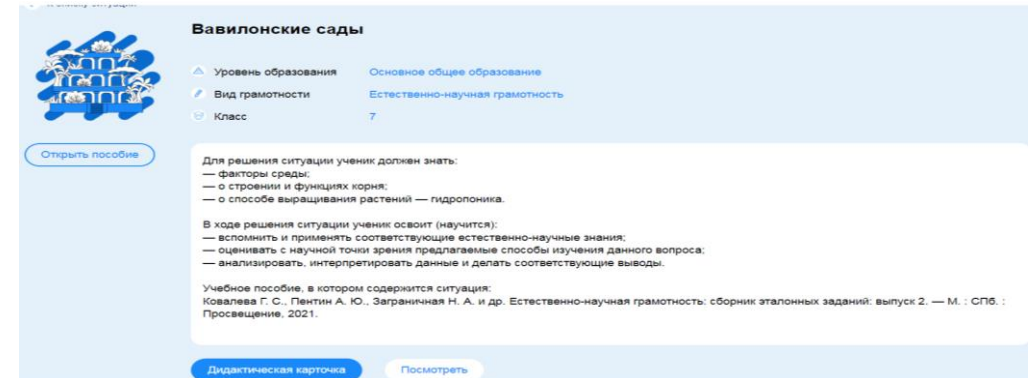 Вавилонские сады
Уровень образования Основное общее образование
Вид грамотности Естественно-научная грамотность
Класс 7
Открыть пособие
Для решения ситуации ученик должен знать:
— факторы среды;
— о строении и функциях корня;
— о способе выращивания растений — гидропоника.
В ходе решения ситуации ученик освоит (научится):
— вспомнить и применять соответствующие естественно-научные знания;
— оценивать с научной точки зрения предлагаемые способы изучения данного вопроса;
— анализировать, интерпретировать данные и делать соответствующие выводы.
Учебное пособие, в котором содержится ситуация:
Ковалева Г. С., Пентин А. Ю., Заграничная Н. А. и др. Естественно-научная грамотность: сборник эталонных заданий: выпуск 2. — М. : СПб. :
Просвещение, 2021.
Дидактическая карточка Посмотреть